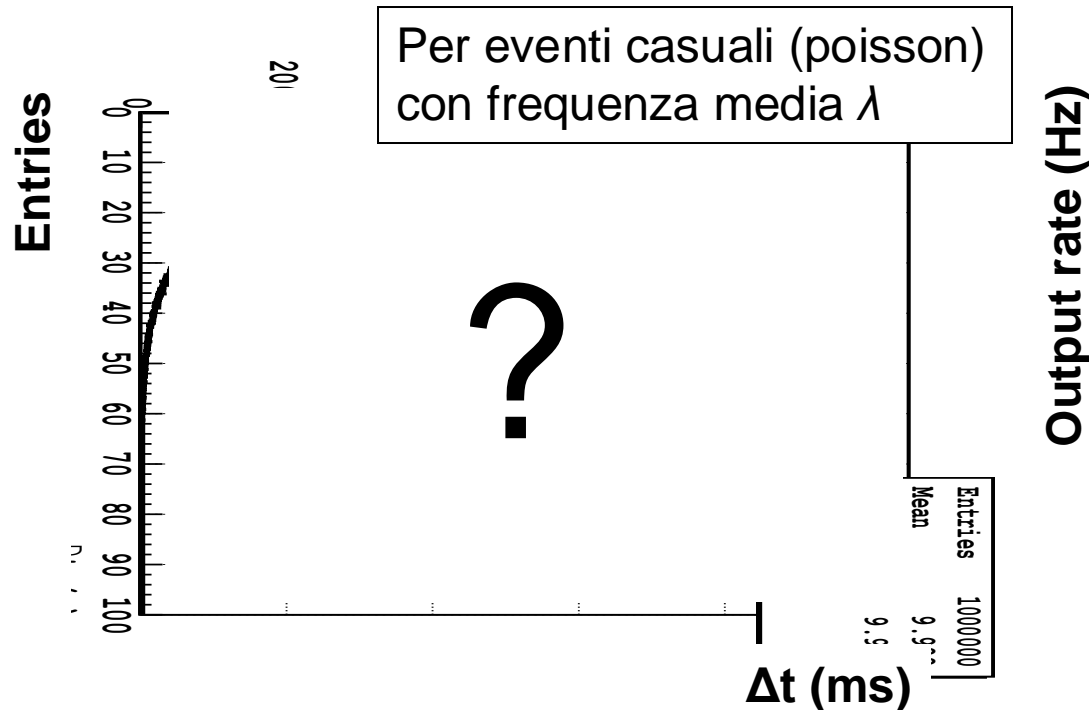 Per eventi casuali (poisson)
con frequenza media λ
Entries
0
0
10
20
30
40
50
60
70
80
90
100
?
Output rate (Hz)
Entries 1000000
Mean
Δt (ms)